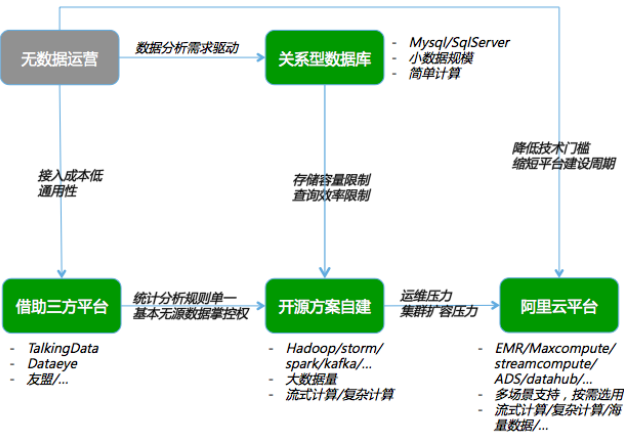 无数据运营
数据分析需求驱动
关系型数据库
- Mysql/SqlServer
- 小数据规模
- 简单计算
接入成本低
通用性
存储容量限制
查询效率限制
降低技术门槛
缩短平台建设周期
借助三方平台
统计分析规则单一
基本无源数据掌控权
开源方案自建
运维压力
集群扩容压力
阿里云平台
- TalkingData
- Dataeye
- 友盟/...
- Hadoop/storm/
spark/kafka/...
- 大数据量
- 流式计算/复杂计算
- EMR/Maxcompute/
streamcompute/
ADS/datahub/...
- 多场景支持，按需选用
- 流式计算/复杂计算/海
量数据/...